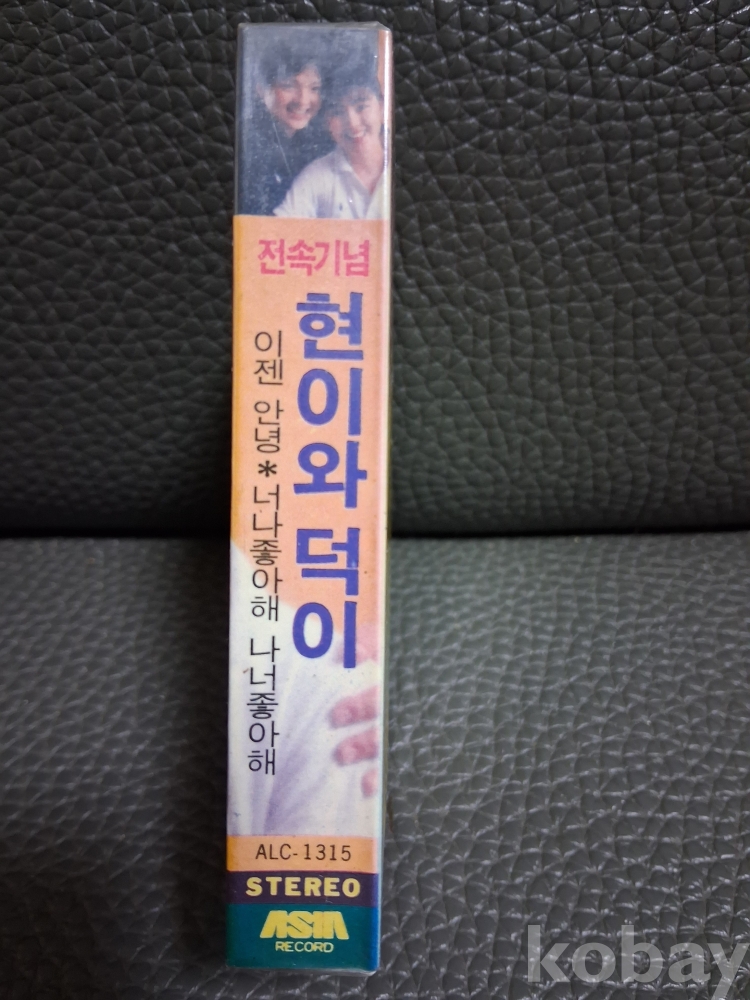 전속기념
현이와 덕이
이젠 안녕*너나좋아해 나너좋아해
ALC-1315
STEREO
ASIA
RECORD
kobay